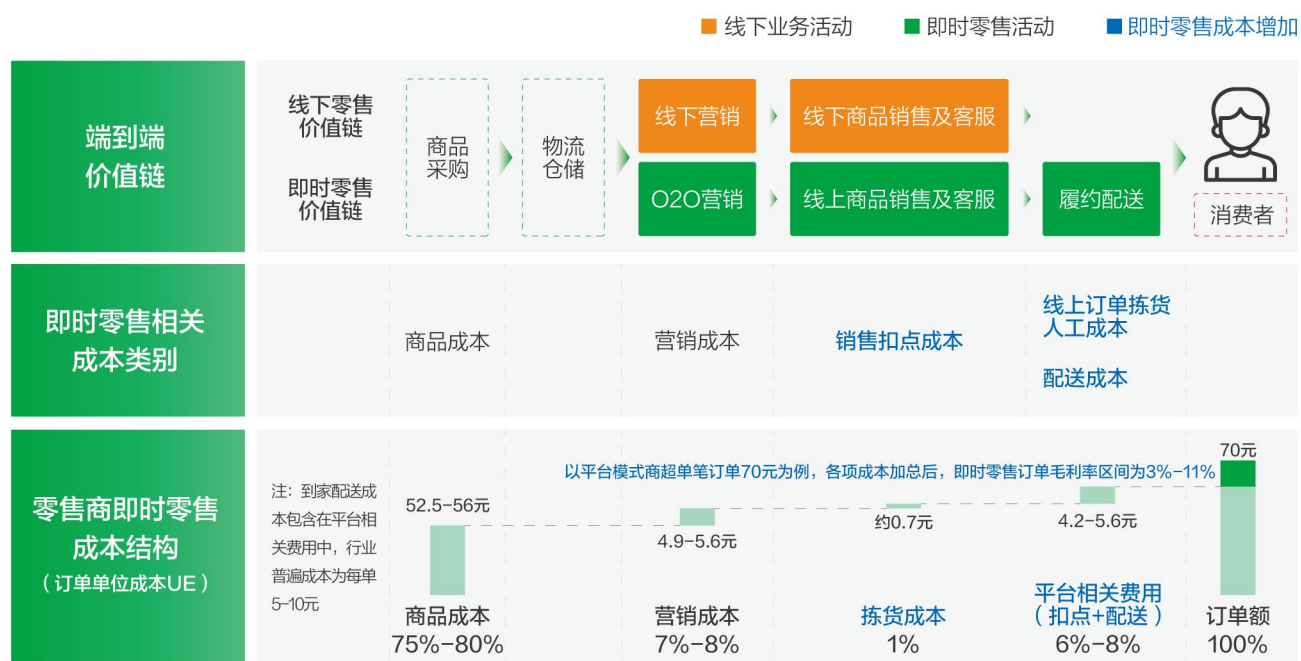 线下业务活动
即时零售活动
即时零售成本增加
端到端
价值链
线下零售
价值链
即时零售
价值链
商品
采购
物流
仓储
线下营销
线下商品销售及客服
O2O营销
线上商品销售及客服
履约配送
消费者
即时零售相关
成本类别
商品成本
营销成本
销售扣点成本
线上订单拣货
人工成本
配送成本
零售商即时零售
成本结构
（订单单位成本UE）
注：到家配送成
本包含在平台相
关费用中，行业
普遍成本为每单
5-10元
以平台模式商超单笔订单70元为例，各项成本加总后，即时零售订单毛利率区间为3%-11%
52.5-56元
4.9-5.6元
约0.7元
4.2-5.6元
70元
商品成本
75%-80%
营销成本
7%-8%
拣货成本
1%
平台相关费用
（扣点+配送）
6%-8%
订单额
100%